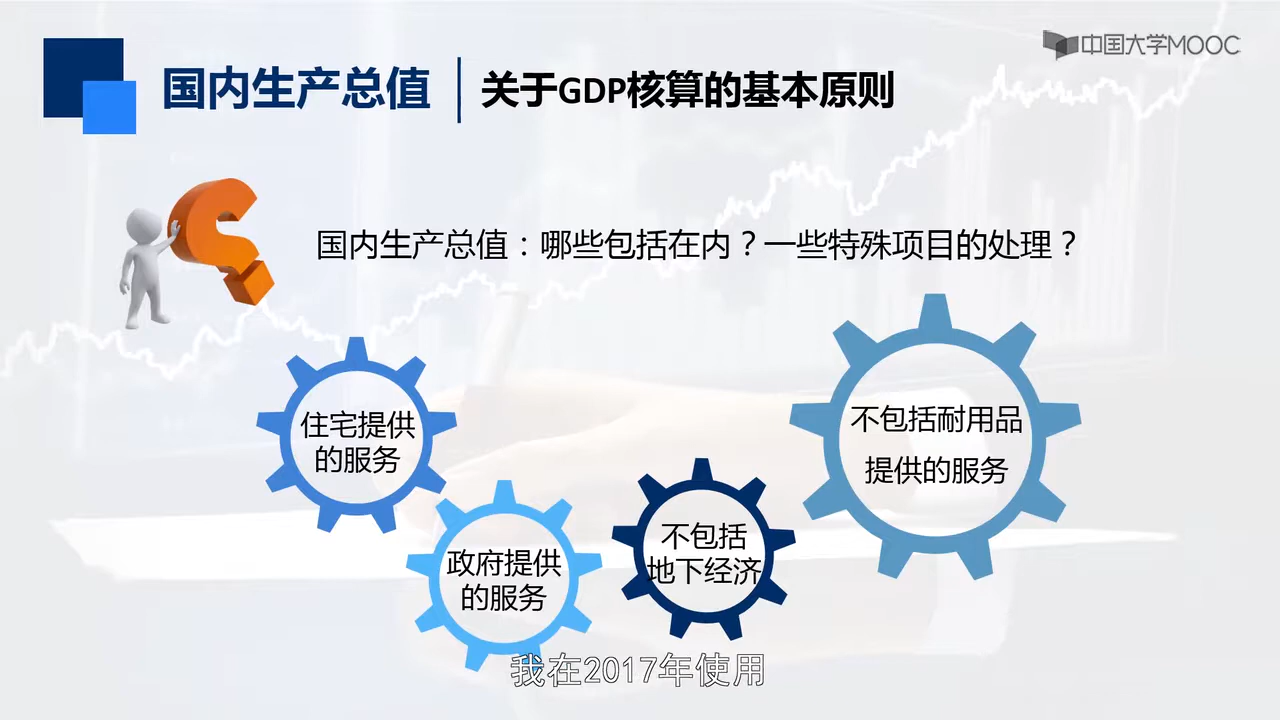 中国大学MOOC
国内生产总值
关于GDP核算的基本原则
国内生产总值：哪些包括在内？一些特殊项目的处理？
住宅提供
的服务
政府提供
的服务
不包括
地下经济
不包括耐用品
提供的服务
我在2017年使用